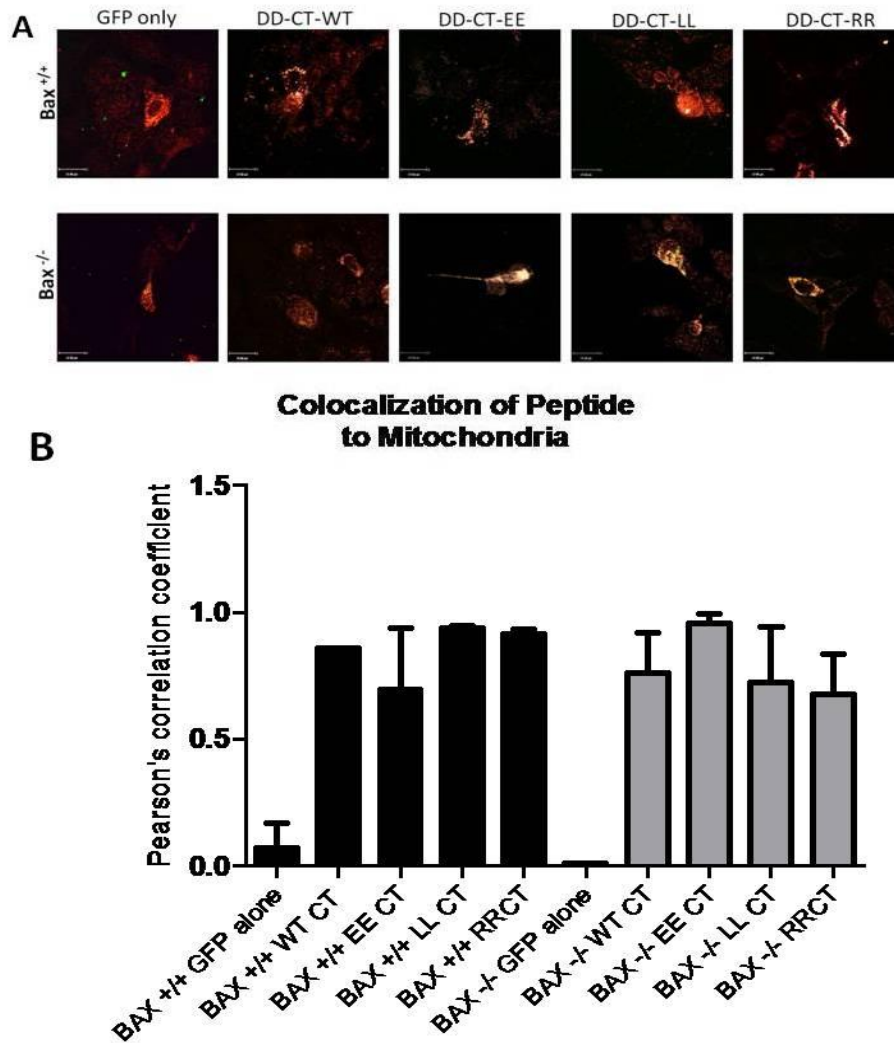 A
GFP only DD-CT-WT DD-CT-EE DD-CT-LL DD-CT-RR
Bax+/+
Bax-/-
Colocalization of Peptide
to Mitochondria
B
Pearson's correlation coefficient
1.5
1.0
0.5
0.0
BAX +/+ GFP alone
BAX +/+ WT CT
BAX +/+ EE CT
BAX +/+ LL CT
BAX +/+ RRCT
BAX -/- GFP alone
BAX -/- WT CT
BAX -/- EE CT
BAX -/- LL CT
BAX -/- RRCT